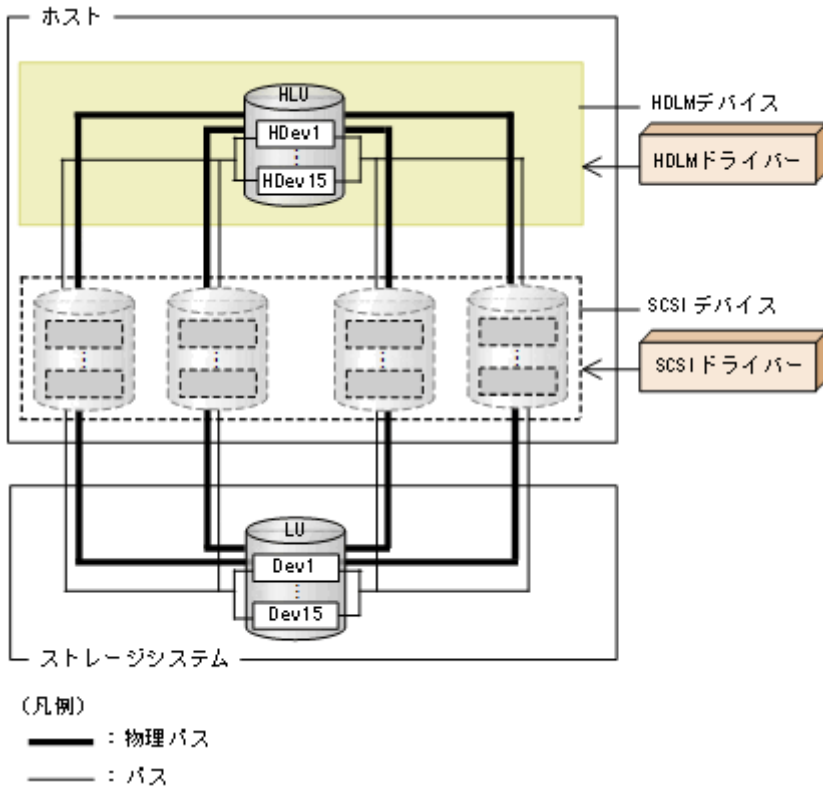 ホスト
HLU
HDev1
:
HDev15
HDLMデバイス
HDLMドライバー
SCSIデバイス
SCSIドライバー
LU
Dev1
:
Dev15
ストレージシステム
(凡例)
:物理パス
:パス